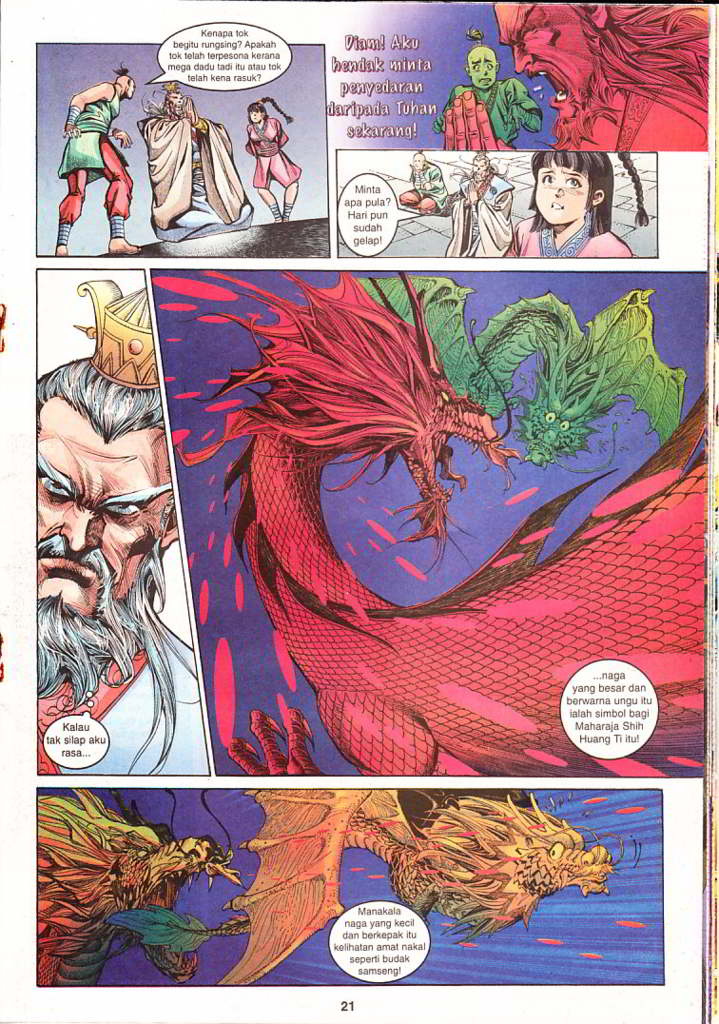 Kenapa tok
begitu rungsing? Apakah
tok telah terpesona kerana
mega dadu tadi itu atau tok
telah kena rasuk?
Diam! Aku
hendak minta
penyedaran
daripada Tuhan
sekarang!
Minta
apa pula?
Hari pun
sudah
gelap!
Kalau
tak silap aku
rasa...
...naga
yang besar dan
berwarna ungu itu
ialah simbol bagi
Maharaja Shih
Huang Ti itu!
Manakala
naga yang kecil
dan berkepak itu
kelihatan amat nakal
seperti budak
samseng!
21